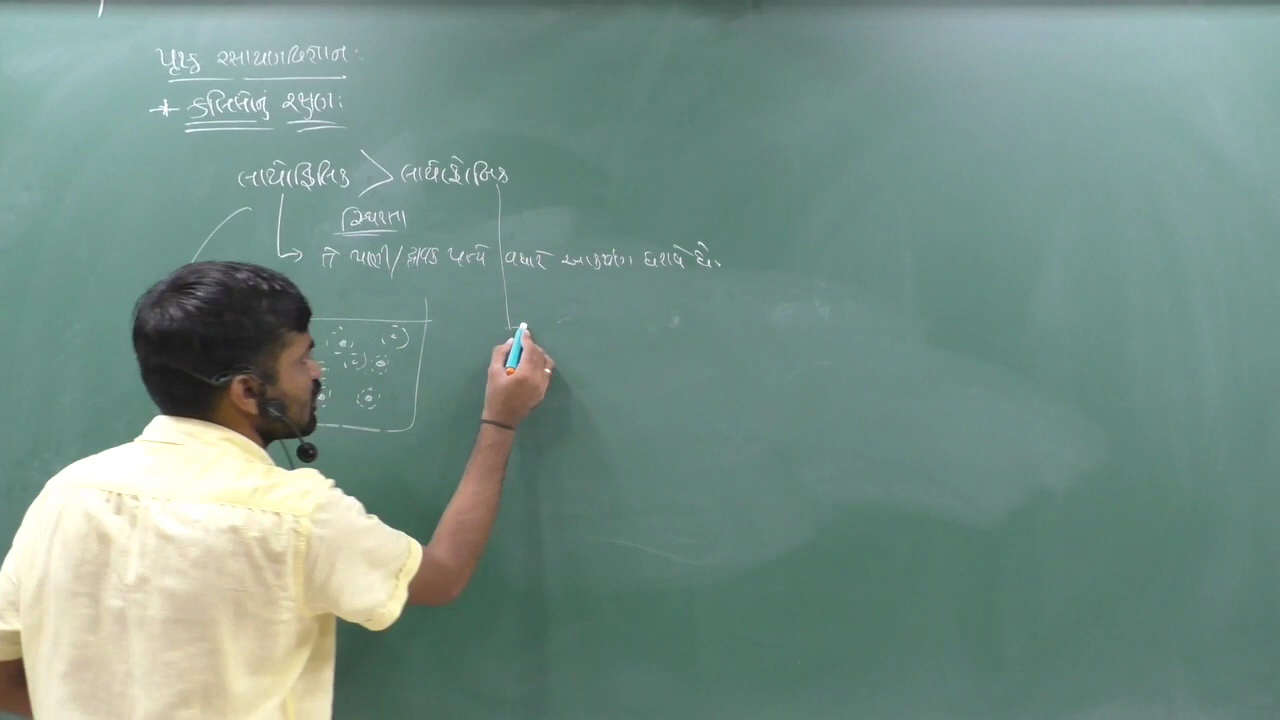 પૃષ્ઠ રસાયણવિજ્ઞાન:
* કલિલોનું રક્ષણ:
લાયોફિલિક > લાયોફોબિક
સ્થિરતા
તે પાણી/દ્રાવક પ્રત્યે વધારે આકર્ષણ ધરાવે છે.